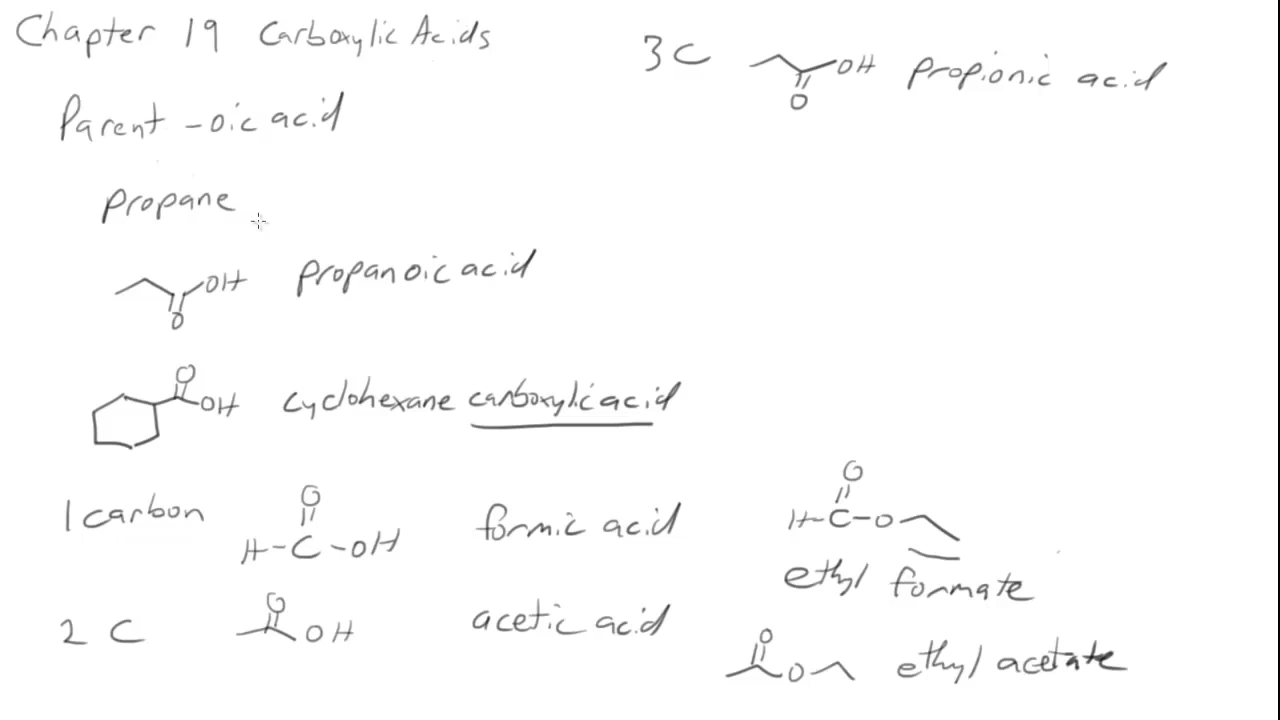 Chapter 19 Carboxylic Acids
Parent -oic acid
propane
OH
O
propanoic acid
O
OH
cyclohexane carboxylic acid
1 carbon
O
H-C-OH
formic acid
O
H-C-O
ethyl formate
2 C
O
OH
acetic acid
O
O
ethyl acetate
3C
OH
O
propionic acid